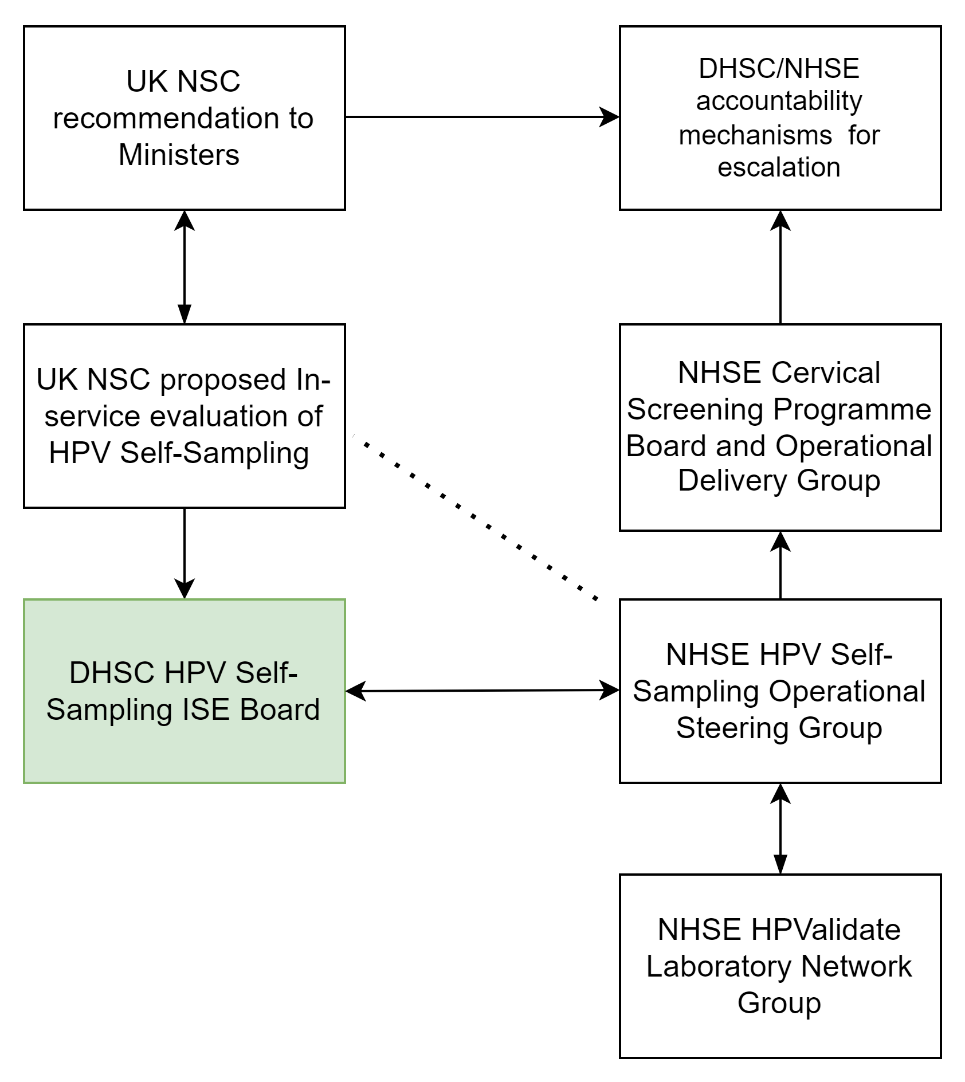 UK NSC
recommendation to
Ministers
DHSC/NHSE
accountability
mechanisms  for
escalation
UK NSC proposed In-
service evaluation of
HPV Self-Sampling
NHSE Cervical
Screening Programme
Board and Operational
Delivery Group
DHSC HPV Self-
Sampling ISE Board
NHSE HPV Self-
Sampling Operational
Steering Group
NHSE HPValidate
Laboratory Network
Group